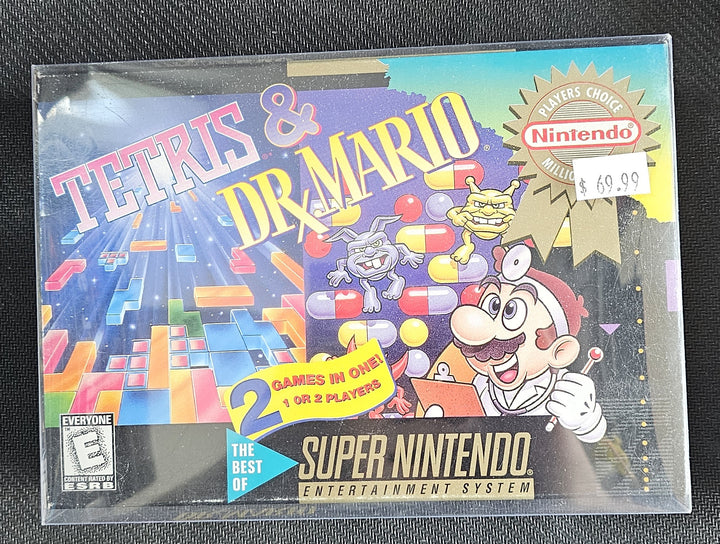 TETRIS &
DR. MARIO
PLAYERS CHOICE
Nintendo®
MILLIO
$ 69.99
2 GAMES IN ONE!
1 OR 2 PLAYERS
EVERYONE
E
CONTENT RATED BY
ESRB
THE
BEST
OF
SUPER NINTENDO®
ENTERTAINMENT SYSTEM